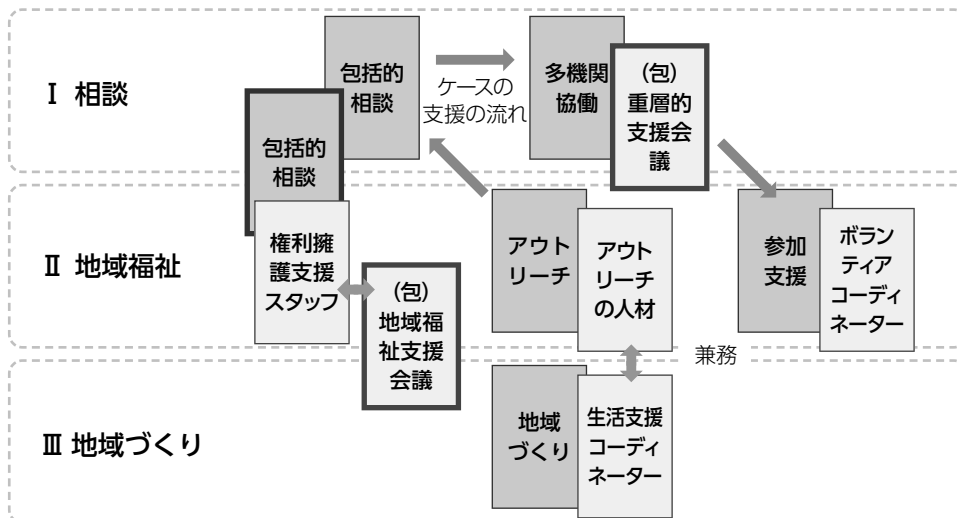 Ⅰ 相談
包括的
相談
ケースの
支援の流れ
多機関
協働
（包）
重層的
支援会
議
包括的
相談
Ⅱ 地域福祉
権利擁
護支援
スタッフ
（包）
地域福
祉支援
会議
アウト
リーチ
アウト
リーチ
の人材
参加
支援
ボラン
ティア
コーディ
ネーター
兼務
Ⅲ 地域づくり
地域
づくり
生活支援
コーディ
ネーター